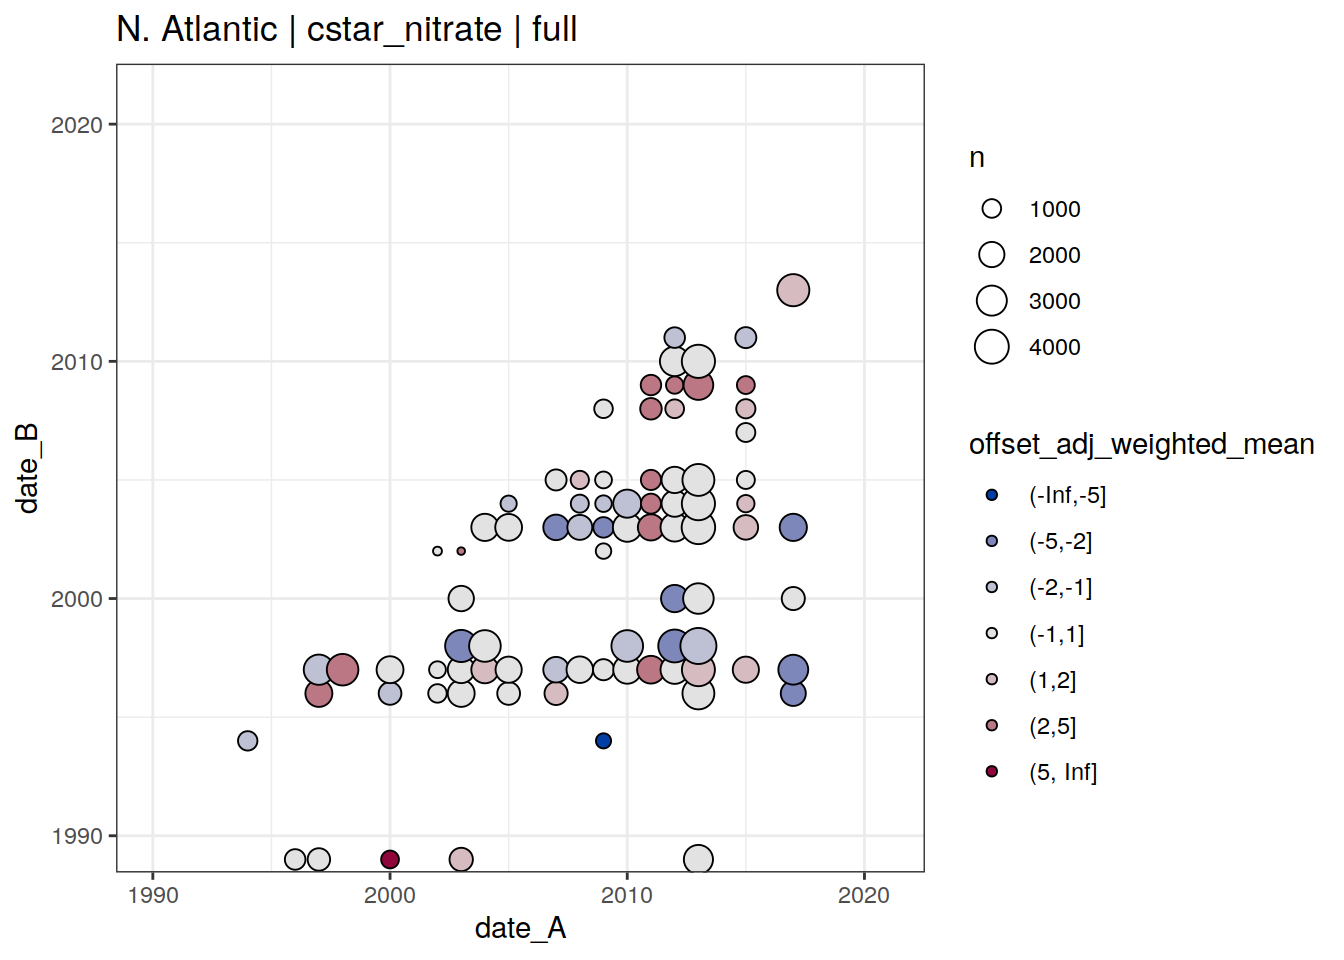 N. Atlantic | cstar_nitrate | full
2020
2010
2000
1990
date_B
1990
2000
2010
2020
date_A
n
1000
2000
3000
4000
offset_adj_weighted_mean
(-Inf,-5]
(-5,-2]
(-2,-1]
(-1,1]
(1,2]
(2,5]
(5, Inf]